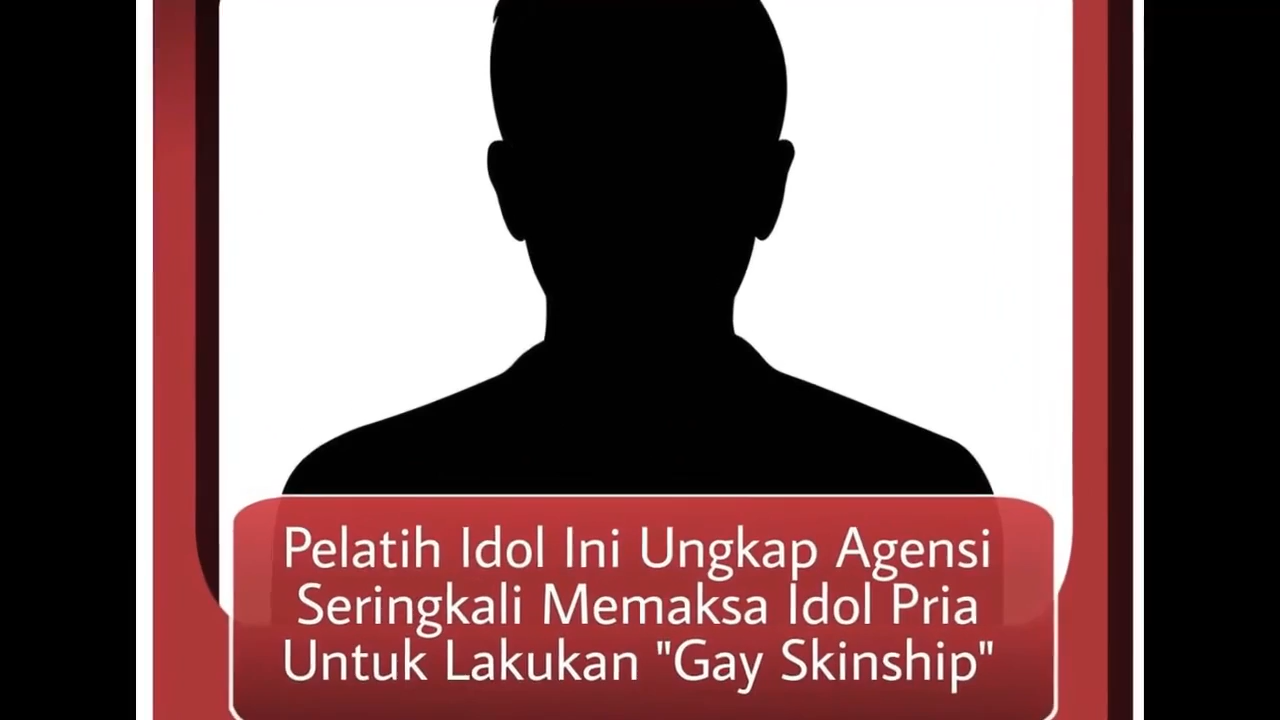 Pelatih Idol Ini Ungkap Agensi
Seringkali Memaksa Idol Pria
Untuk Lakukan "Gay Skinship"